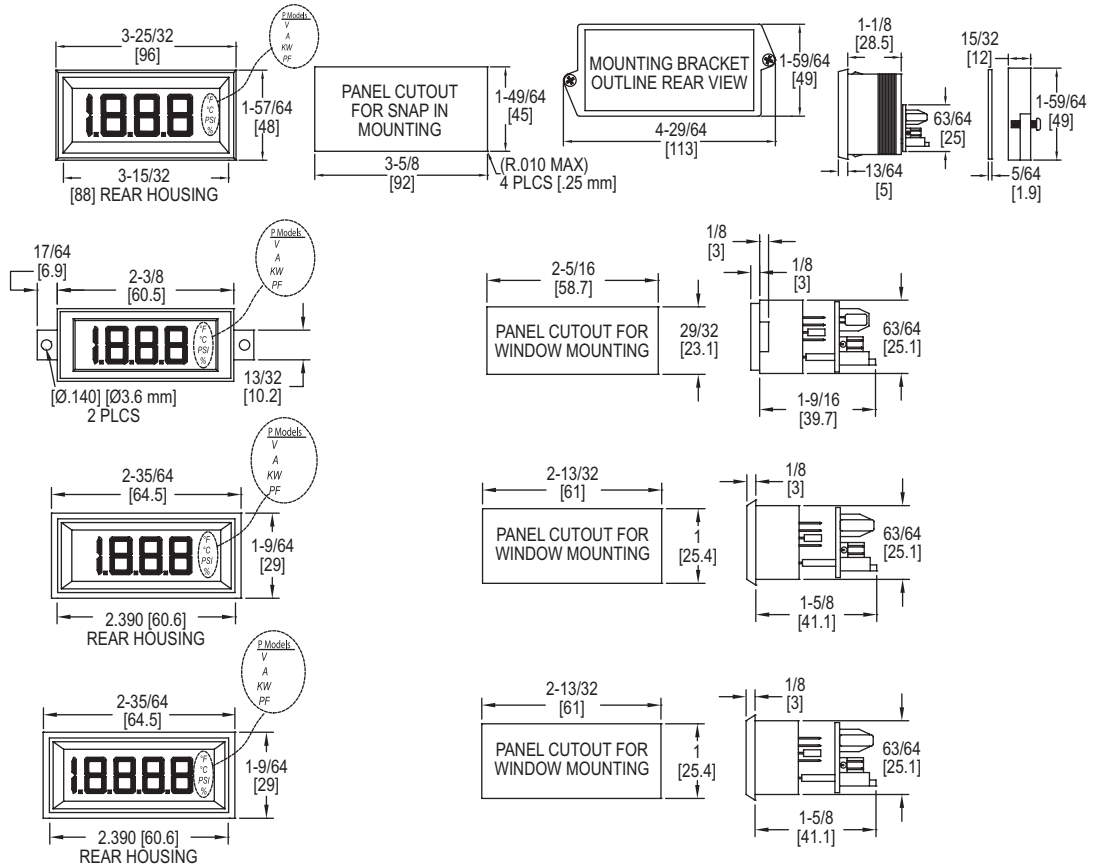 P Models
V
A
KW
PF
3-25/32
[96]
1.8.8.8
°F
°C
PSI
%
1-57/64
[48]
3-15/32
[88] REAR HOUSING
PANEL CUTOUT
FOR SNAP IN
MOUNTING
1-49/64
[45]
3-5/8
[92]
(R.010 MAX)
4 PLCS [.25 mm]
MOUNTING BRACKET
OUTLINE REAR VIEW
1-59/64
[49]
4-29/64
[113]
1-1/8
[28.5]
63/64
[25]
13/64
[5]
15/32
[12]
1-59/64
[49]
5/64
[1.9]
P Models
V
A
KW
PF
17/64
[6.9]
2-3/8
[60.5]
1.8.8.8
°F
°C
PSI
%
[Ø.140] [Ø3.6 mm]
2 PLCS
13/32
[10.2]
2-5/16
[58.7]
PANEL CUTOUT FOR
WINDOW MOUNTING
29/32
[23.1]
1/8
[3]
1/8
[3]
63/64
[25.1]
1-9/16
[39.7]
P Models
V
A
KW
PF
2-35/64
[64.5]
1.8.8.8
°F
°C
PSI
%
1-9/64
[29]
2.390 [60.6]
REAR HOUSING
2-13/32
[61]
PANEL CUTOUT FOR
WINDOW MOUNTING
1
[25.4]
1/8
[3]
63/64
[25.1]
1-5/8
[41.1]
P Models
V
A
KW
PF
2-35/64
[64.5]
1.8.8.8.8
°F
°C
PSI
%
1-9/64
[29]
2.390 [60.6]
REAR HOUSING
2-13/32
[61]
PANEL CUTOUT FOR
WINDOW MOUNTING
1
[25.4]
1/8
[3]
63/64
[25.1]
1-5/8
[41.1]